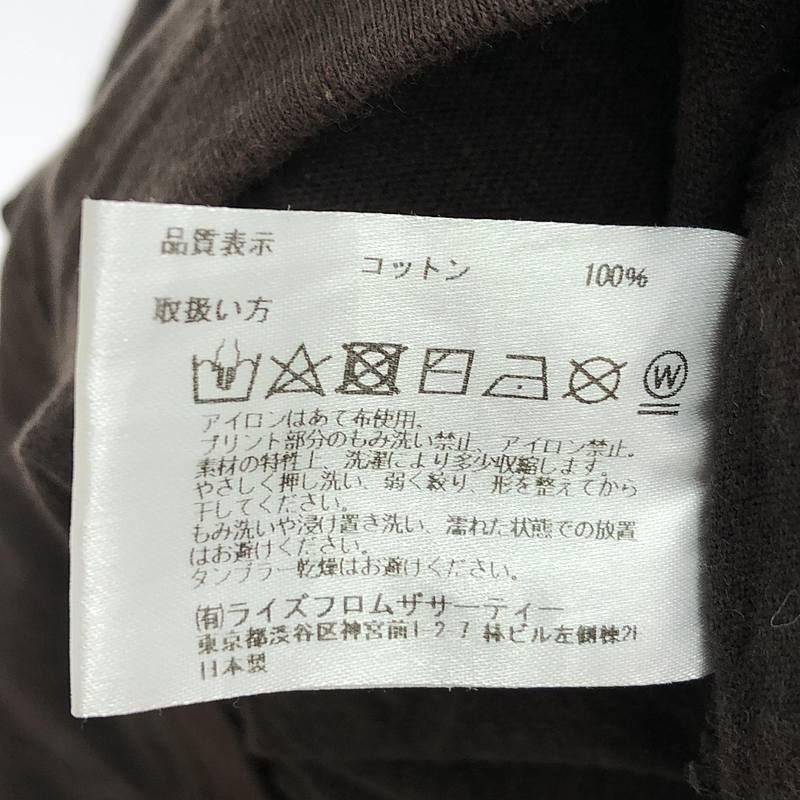 品質表示
コットン 100%
取扱い方
W
アイロンはあて布使用。
プリント部分のもみ洗い禁止、アイロン禁止。
素材の特性上、洗濯により多少収縮します。
やさしく押し洗い、弱く絞り、形を整えてから
干してください。
もみ洗いや浸け置き洗い、濡れた状態での放置
はお避けください。
タンブラー乾燥はお避けください。
(有)ライズフロムザサーティー
東京都渋谷区神宮前1-2-7 林ビル左側棟21
日本製